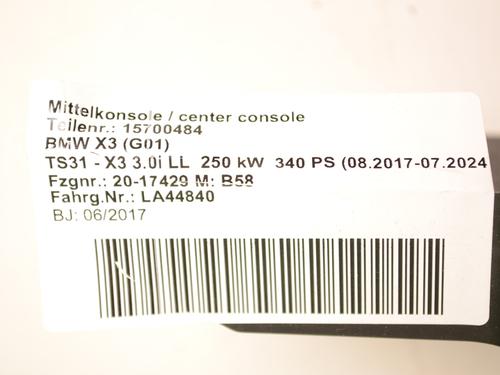 Mittelkonsole / center console
Teilenr.: 15700484
BMW X3 (G01)
TS31 - X3 3.0i LL 250 kW 340 PS (08.2017-07.2024
Fzgnr.: 20-17429 M: B58
Fahrg.Nr.: LA44840
BJ: 06/2017